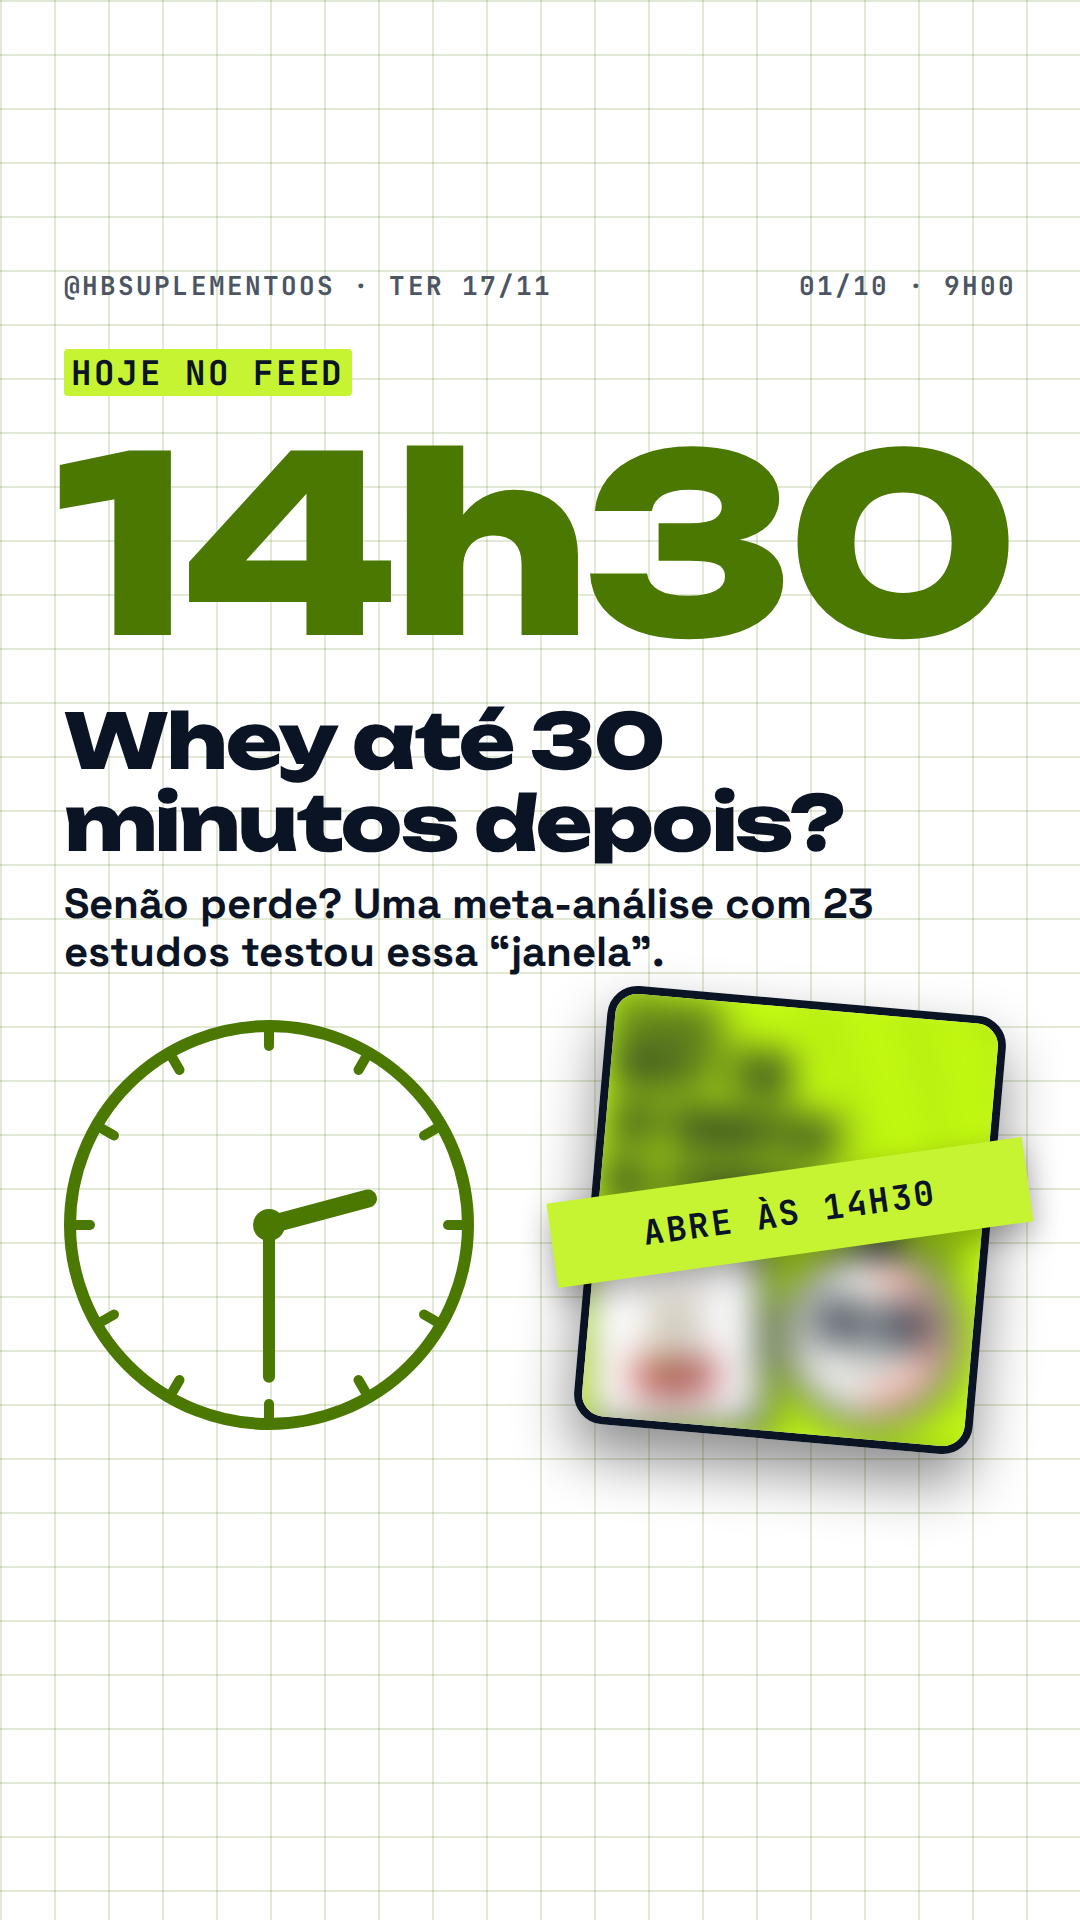 @HBSUPLEMENTOOS · TER 17/11
01/10 · 9H00
HOJE NO FEED
14h30
Whey até 30
minutos depois?
Senão perde? Uma meta-análise com 23
estudos testou essa “janela”.
ABRE ÀS 14H30